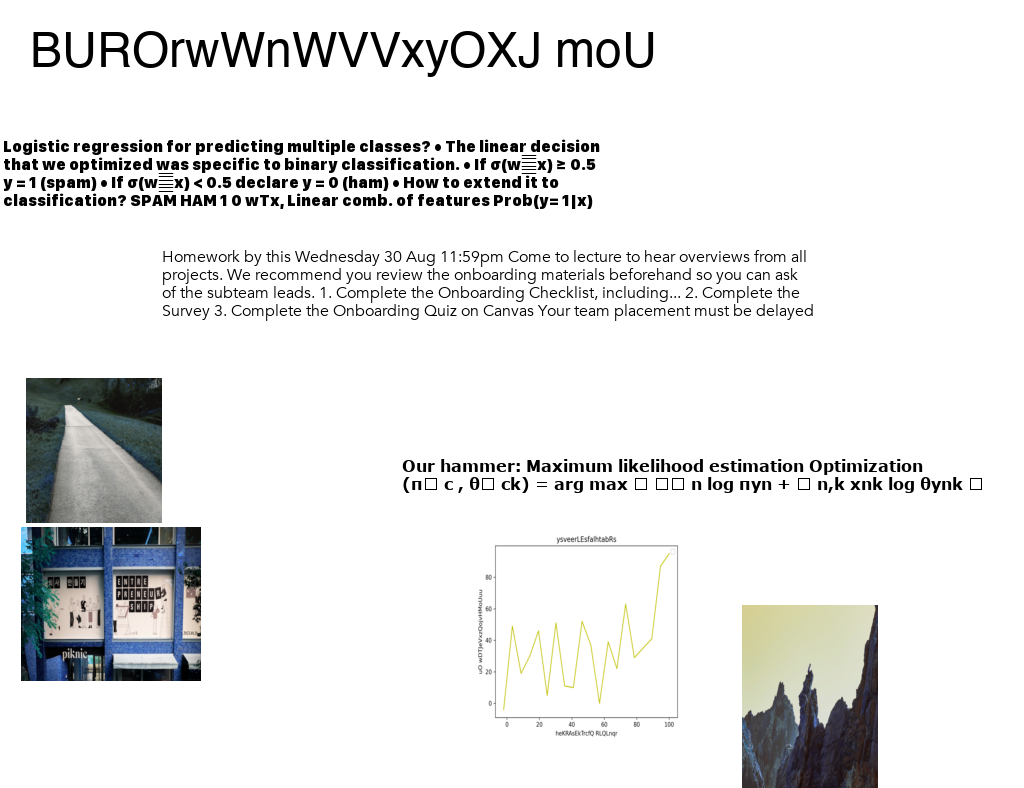 BUROrwWnWVVxyOXJ moU
Logistic regression for predicting multiple classes? • The linear decision
that we optimized was specific to binary classification. • If σ(w x) ≥ 0.5
y = 1 (spam) • If σ(w x) < 0.5 declare y = 0 (ham) • How to extend it to
classification? SPAM HAM 1 0 wTx, Linear comb. of features Prob(y= 1|x)
Homework by this Wednesday 30 Aug 11:59pm Come to lecture to hear overviews from all
projects. We recommend you review the onboarding materials beforehand so you can ask
of the subteam leads. 1. Complete the Onboarding Checklist, including... 2. Complete the
Survey 3. Complete the Onboarding Quiz on Canvas Your team placement must be delayed
Our hammer: Maximum likelihood estimation Optimization
(π□ c , θ□ ck) = arg max □ □□ n log πyn + □ n,k xnk log θynk □
ENTRE
PRENEUR
SHIP
piknic
ysveerLEsfaIhtabRs
80
60
40
20
0
0 20 40 60 80 100
heKRAsEkTrcfQ RLQLnqr